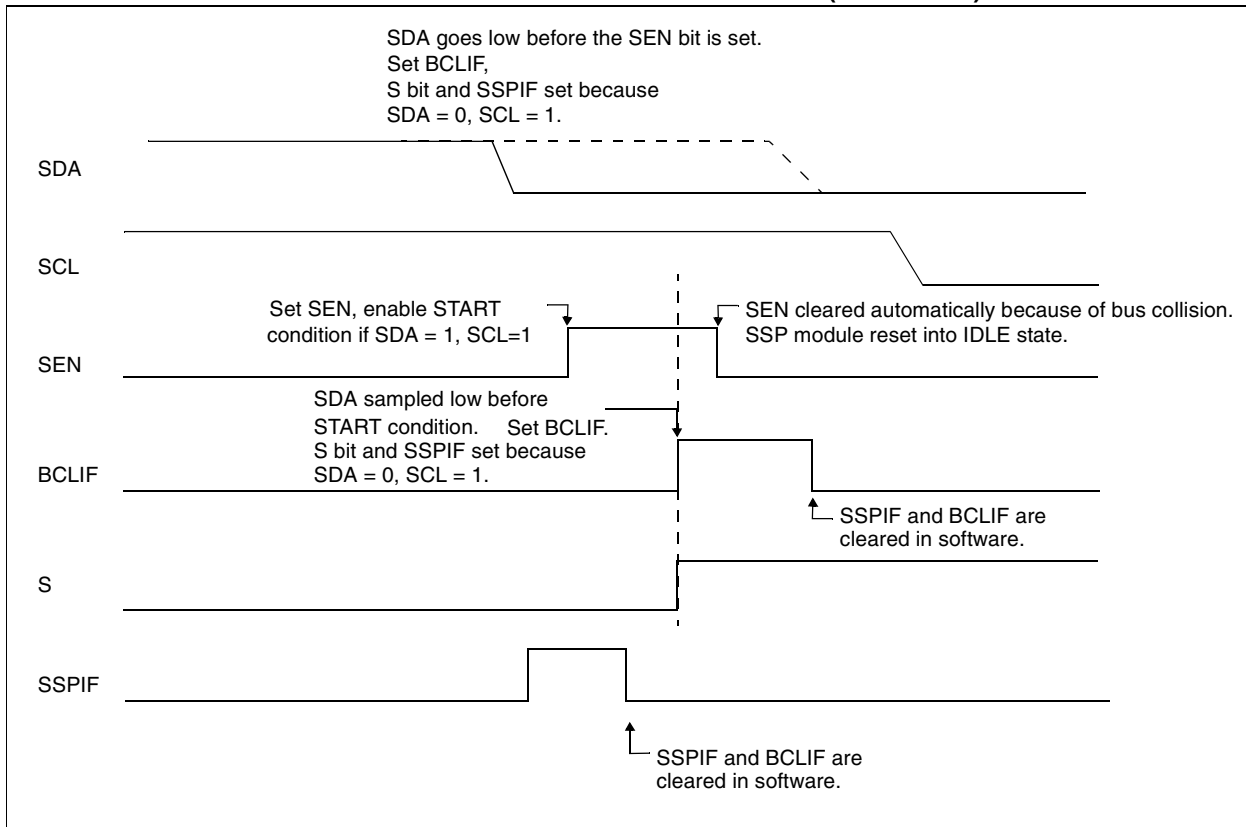 SDA goes low before the SEN bit is set.
Set BCLIF,
S bit and SSPIF set because
SDA = 0, SCL = 1.
SDA
SCL
Set SEN, enable START
condition if SDA = 1, SCL=1
SEN cleared automatically because of bus collision.
SSP module reset into IDLE state.
SEN
SDA sampled low before
START condition. Set BCLIF.
S bit and SSPIF set because
SDA = 0, SCL = 1.
BCLIF
SSPIF and BCLIF are
cleared in software.
S
SSPIF
SSPIF and BCLIF are
cleared in software.